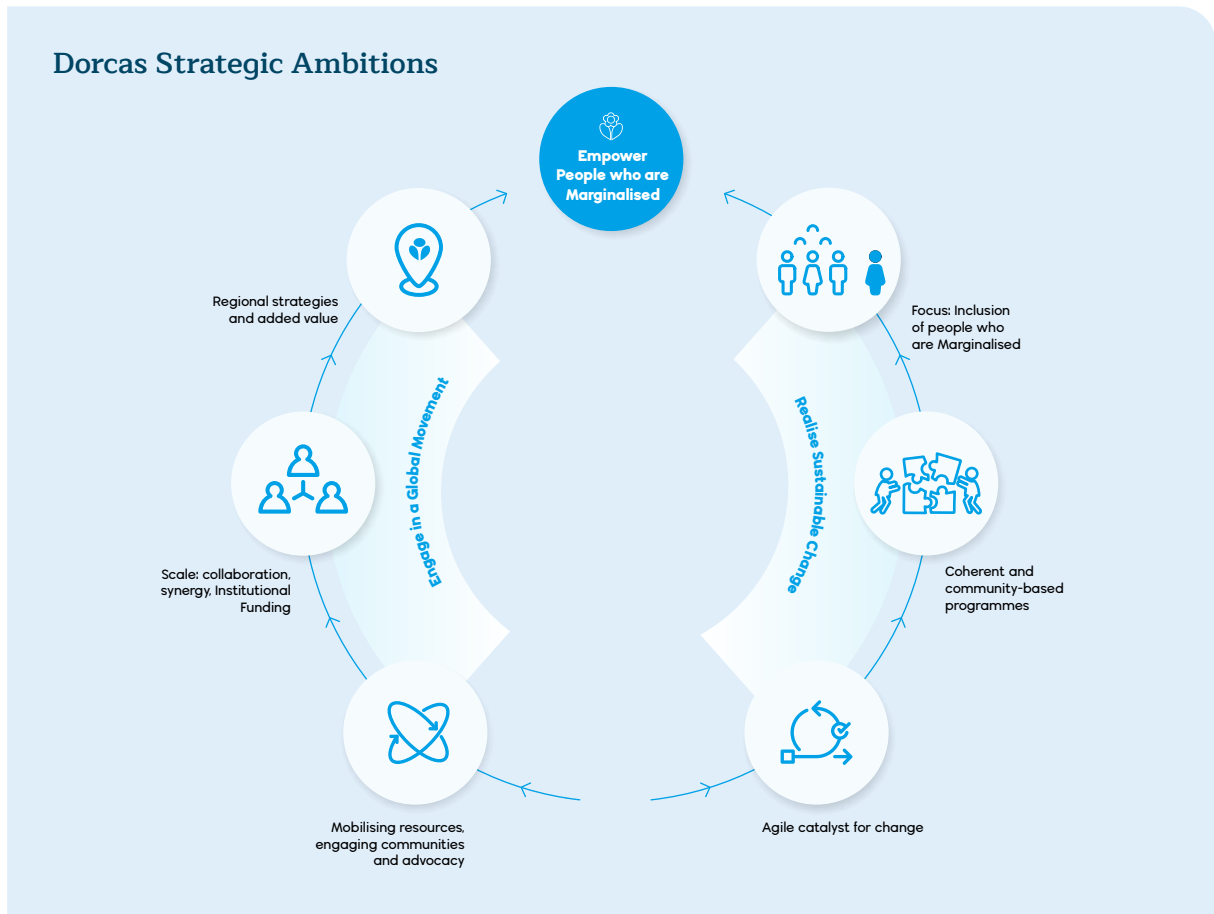 Dorcas Strategic Ambitions
Empower
People who are
Marginalised
Regional strategies
and added value
Focus: Inclusion
of people who
are Marginalised
Engage in a Global Movement
Realise Sustainable Change
Scale: collaboration,
synergy, Institutional
Funding
Coherent and
community-based
programmes
Mobilising resources,
engaging communities
and advocacy
Agile catalyst for change